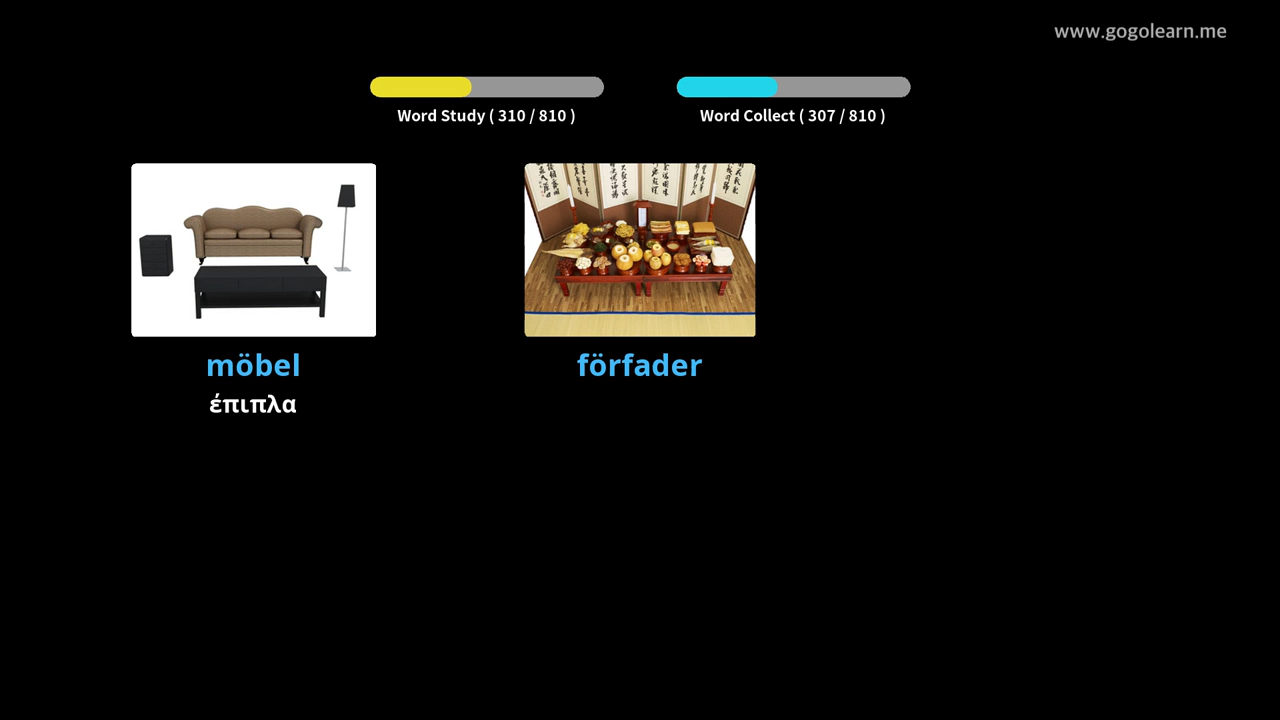 www.gogolearn.me
Word Study ( 310 / 810 )
Word Collect ( 307 / 810 )
möbel
έπιπλα
förfader